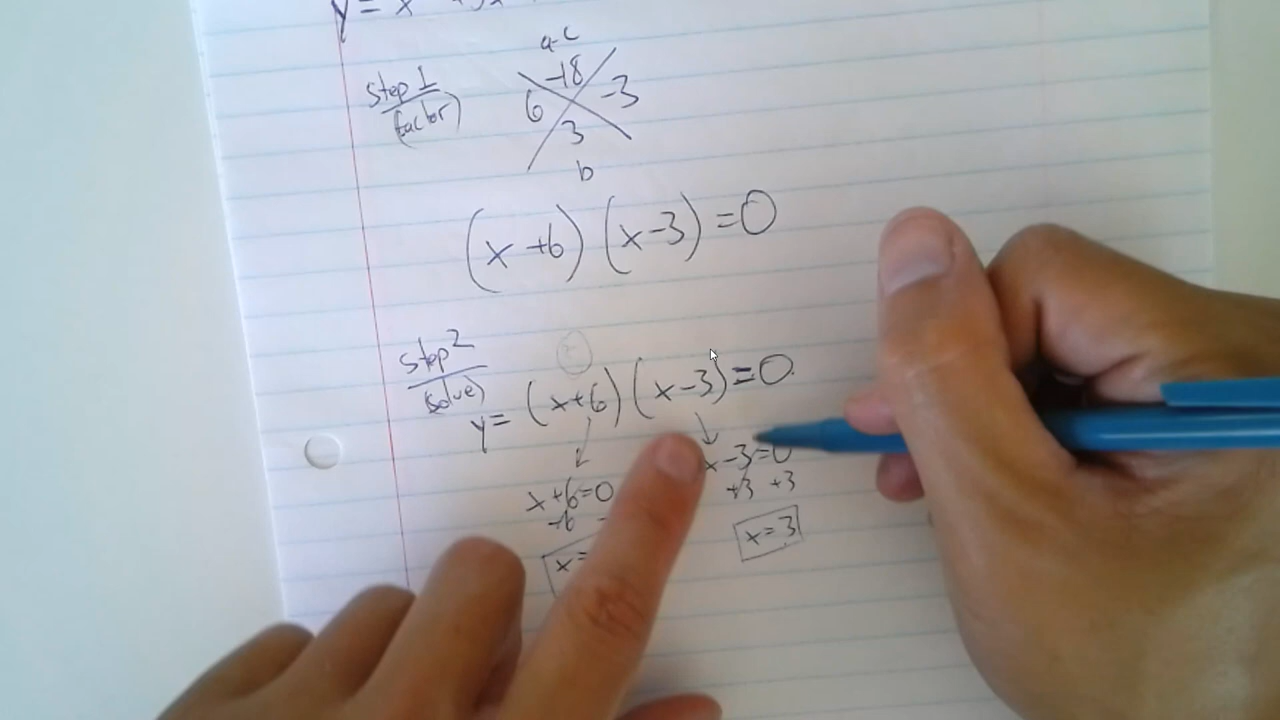 y = x + 3x
a·c
Step 1
factor)
-18
6 -3
3
b
(x +6) (x-3) = 0
Step 2
(solve)
y= (x+6) (x-3) = 0
x-3=0
+3 +3
x+6=0
-6 -
x=
x=3